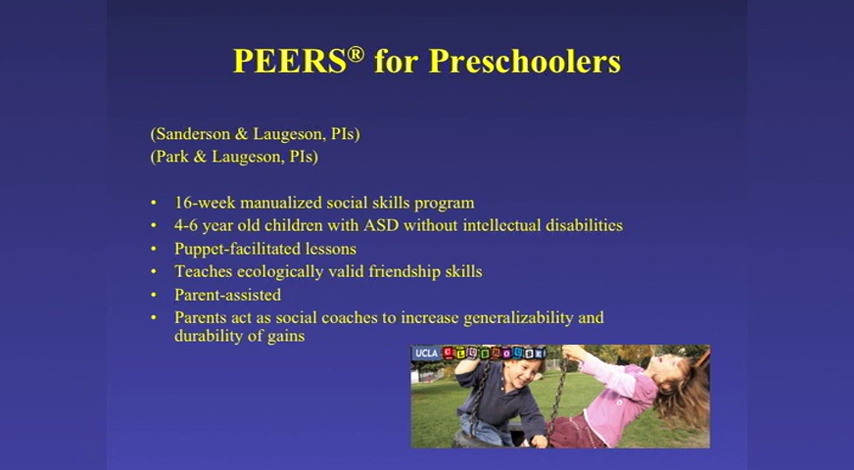 PEERS® for Preschoolers
(Sanderson & Laugeson, PIs)
(Park & Laugeson, PIs)
• 16-week manualized social skills program
• 4-6 year old children with ASD without intellectual disabilities
• Puppet-facilitated lessons
• Teaches ecologically valid friendship skills
• Parent-assisted
• Parents act as social coaches to increase generalizability and
durability of gains
UCLA CLUBHOUSE